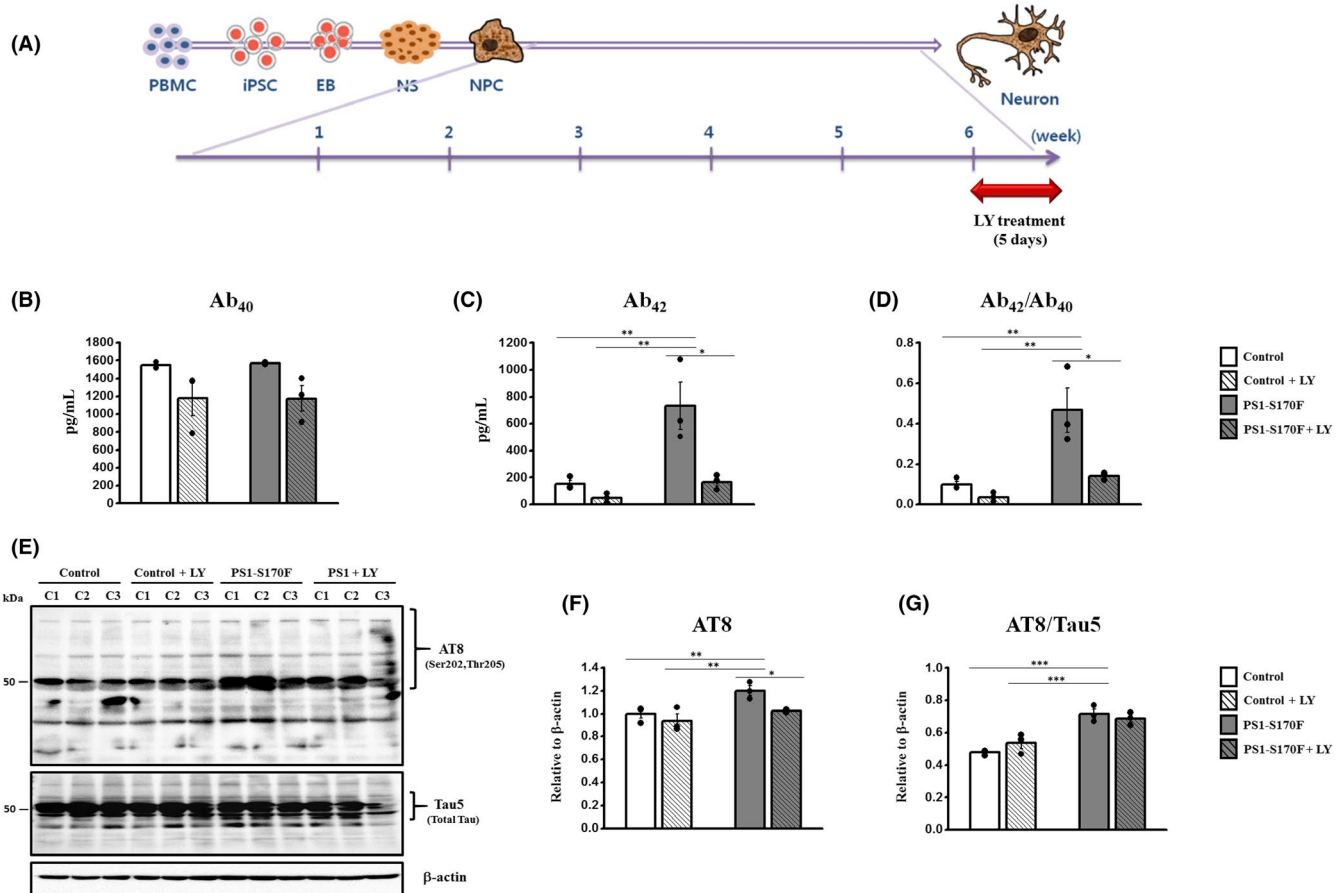 (A)
PBMC iPSC EB NS NPC
Neuron
1 2 3 4 5 6 (week)
LY treatment
(5 days)
(B)
Ab40
pg/mL
1800
1600
1400
1200
1000
800
600
400
200
0
(C)
Ab42
** 
**
*
pg/mL
1200
1000
800
600
400
200
0
(D)
Ab42/Ab40
**
**
*
0.8
0.6
0.4
0.2
0.0
Control
Control + LY
PS1-S170F
PS1-S170F + LY
(E)
Control Control + LY PS1-S170F PS1 + LY
kDa C1 C2 C3 C1 C2 C3 C1 C2 C3 C1 C2 C3
AT8
(Ser202,Thr205)
50
50
Tau5
(Total Tau)
β-actin
(F)
AT8
**
**
*
Relative to β-actin
1.4
1.2
1.0
0.8
0.6
0.4
0.2
0.0
(G)
AT8/Tau5
***
***
Relative to β-actin
1.0
0.8
0.6
0.4
0.2
0.0
Control
Control + LY
PS1-S170F
PS1-S170F + LY